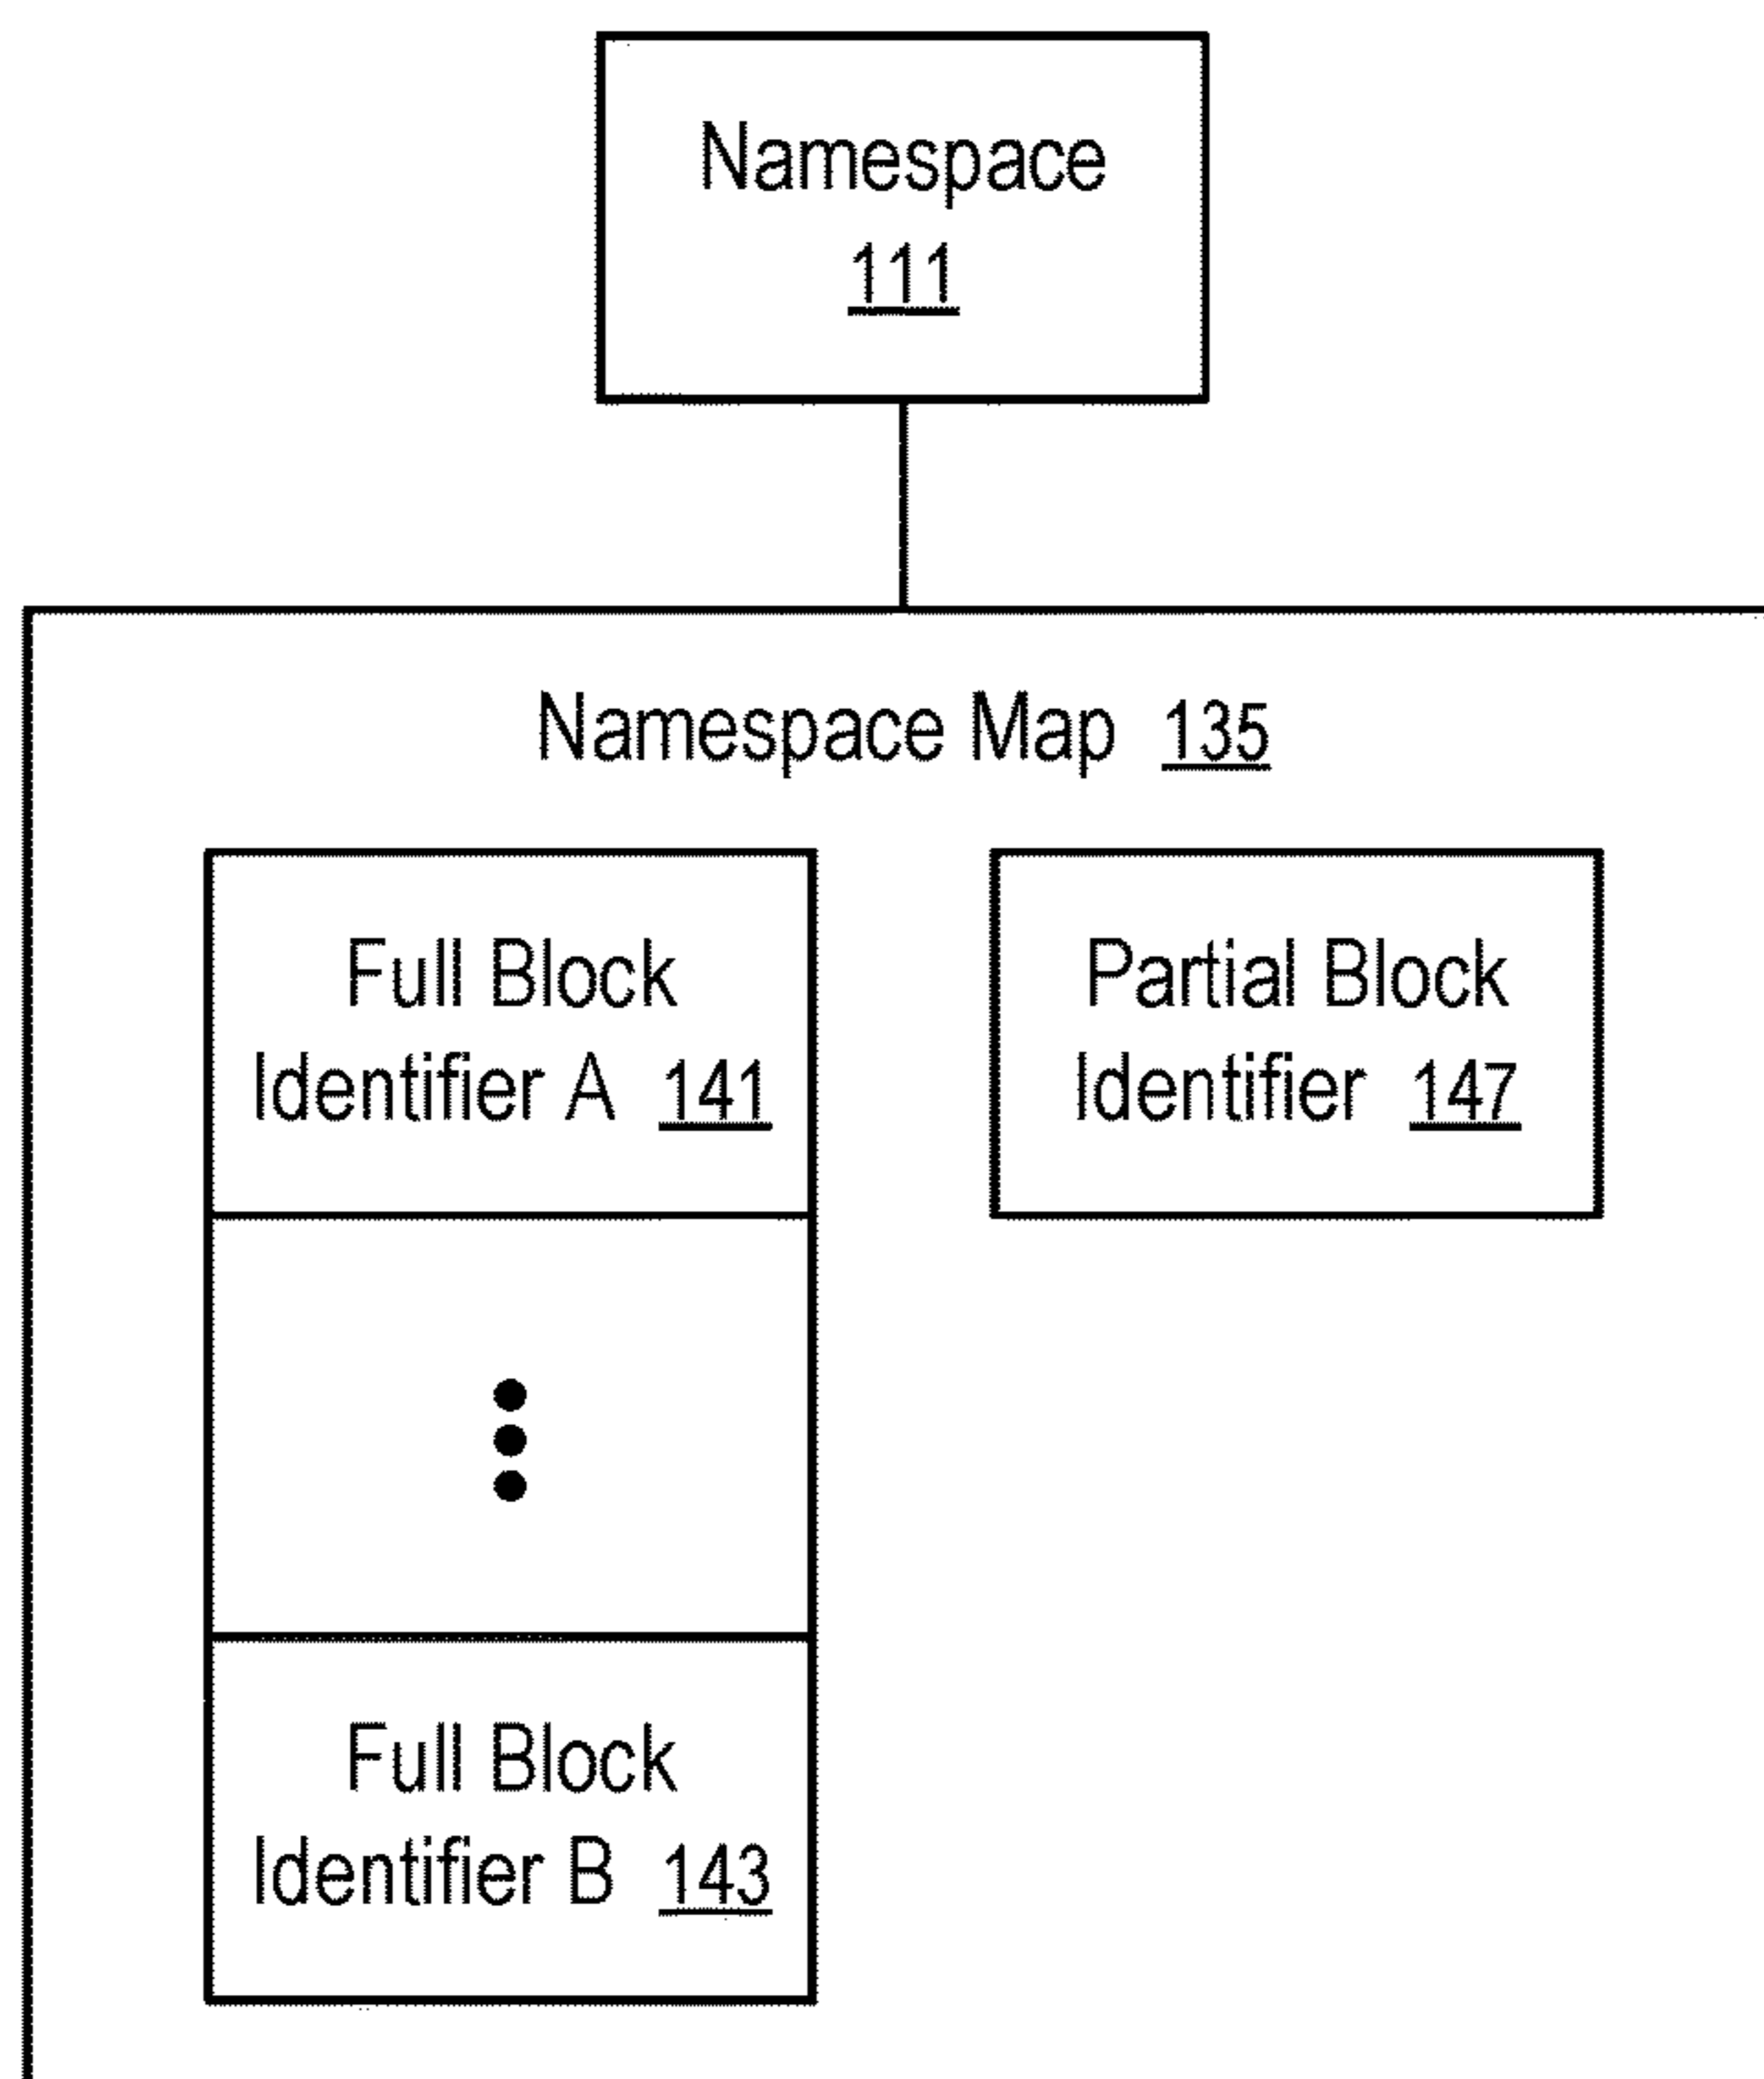 Namespace
111
Namespace Map 135
Full Block
Identifier A 141
Partial Block
Identifier 147
Full Block
Identifier B 143